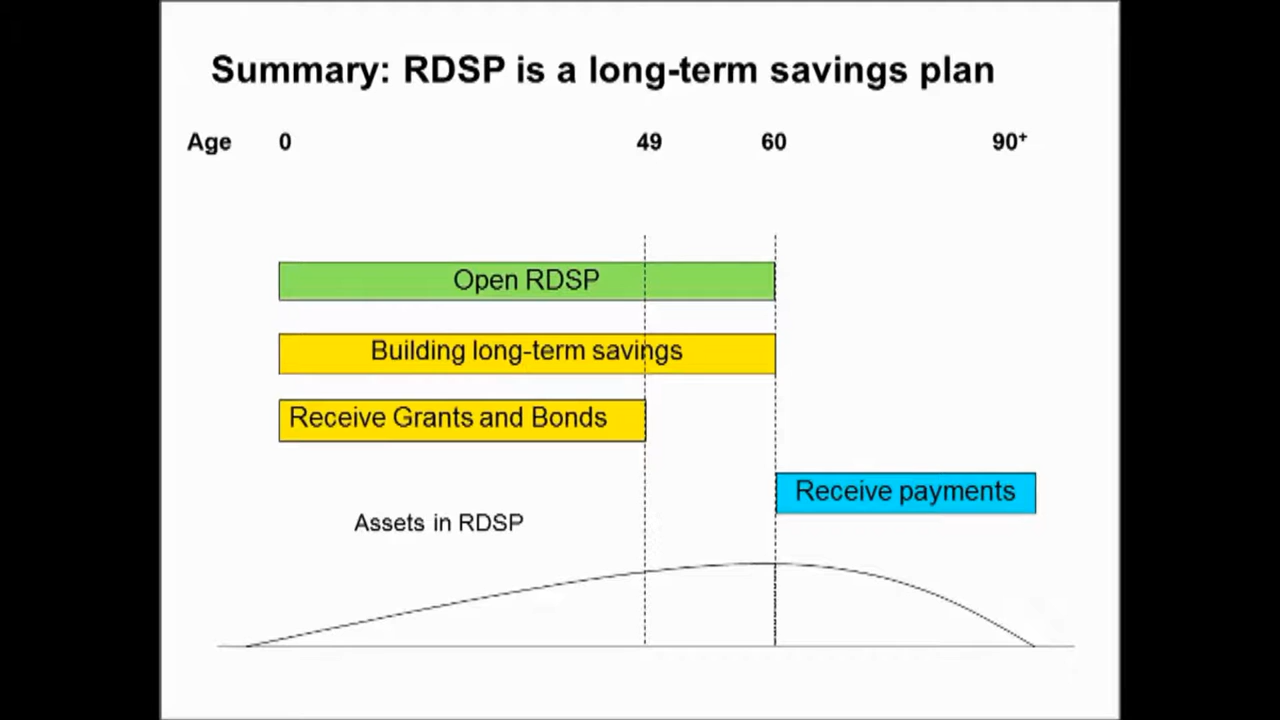 Summary: RDSP is a long-term savings plan
Age 0 49 60 90+
Open RDSP
Building long-term savings
Receive Grants and Bonds
Receive payments
Assets in RDSP